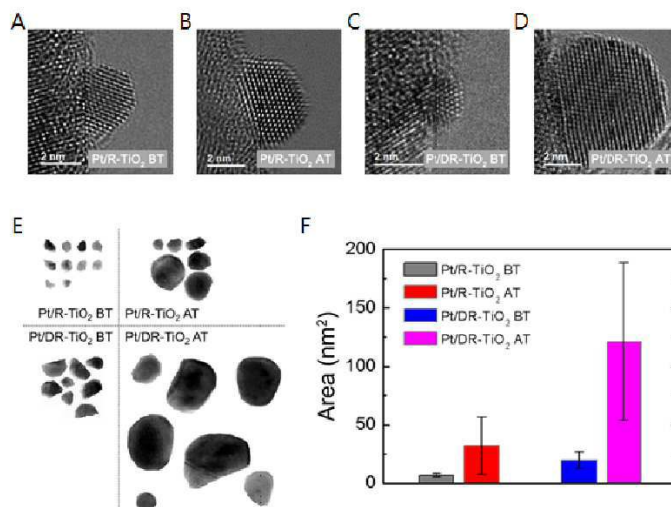 A
B
C
D
2 nm
Pt/R-TiO₂ BT
2 nm
Pt/R-TiO₂ AT
2 nm
Pt/DR-TiO₂ BT
2 nm
Pt/DR-TiO₂ AT
E
Pt/R-TiO₂ BT
Pt/R-TiO₂ AT
Pt/DR-TiO₂ BT
Pt/DR-TiO₂ AT
F
200
150
100
50
0
Area (nm²)
Pt/R-TiO₂ BT
Pt/R-TiO₂ AT
Pt/DR-TiO₂ BT
Pt/DR-TiO₂ AT